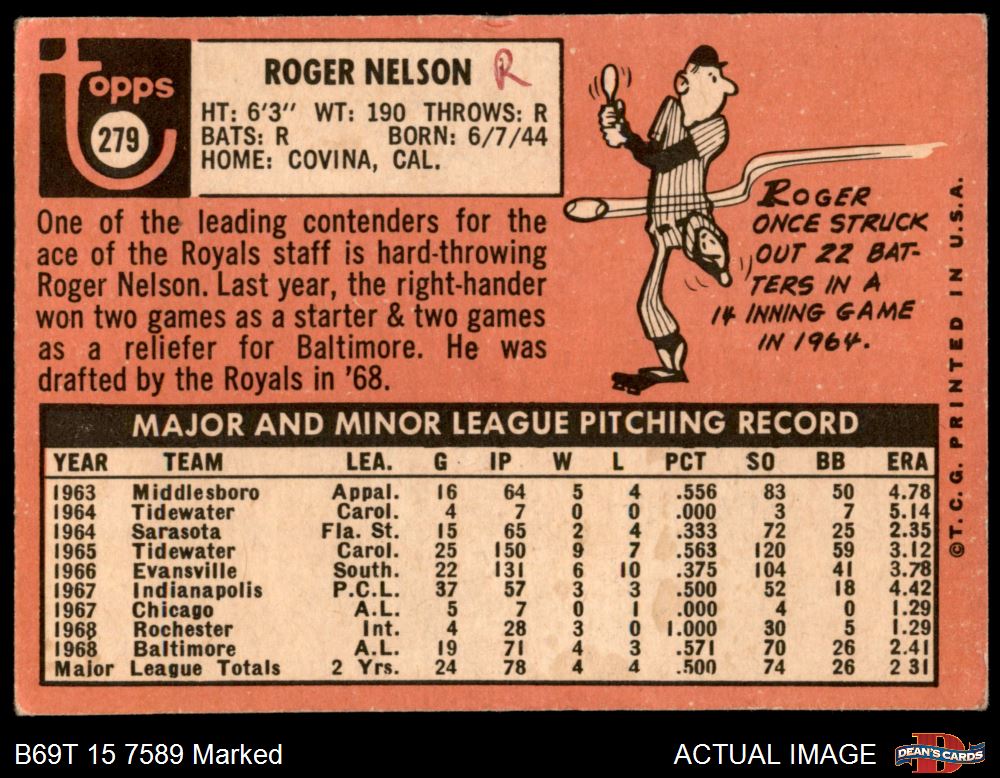 Topps
279
ROGER NELSON R
HT: 6'3" WT: 190 THROWS: R
BATS: R BORN: 6/7/44
HOME: COVINA, CAL.
One of the leading contenders for the
ace of the Royals staff is hard-throwing
Roger Nelson. Last year, the right-hander
won two games as a starter & two games
as a reliefer for Baltimore. He was
drafted by the Royals in '68.
ROGER
ONCE STRUCK
OUT 22 BAT-
TERS IN A
14 INNING GAME
IN 1964.
©T.C.G. PRINTED IN U.S.A.
MAJOR AND MINOR LEAGUE PITCHING RECORD
YEAR TEAM LEA. G IP W L PCT SO BB ERA
1963 Middlesboro Appal. 16 64 5 4 .556 83 50 4.78
1964 Tidewater Carol. 4 7 0 0 .000 3 7 5.14
1964 Sarasota Fla. St. 15 65 2 4 .333 72 25 2.35
1965 Tidewater Carol. 25 150 9 7 .563 120 59 3.12
1966 Evansville South. 22 131 6 10 .375 104 41 3.78
1967 Indianapolis P.C.L. 37 57 3 3 .500 52 18 4.42
1967 Chicago A.L. 5 7 0 1 .000 4 0 1.29
1968 Rochester Int. 4 28 3 0 1.000 30 5 1.29
1968 Baltimore A.L. 19 71 4 3 .571 70 26 2.41
Major League Totals 2 Yrs. 24 78 4 4 .500 74 26 2 31
B69T 15 7589 Marked
ACTUAL IMAGE
DEAN'S CARDS